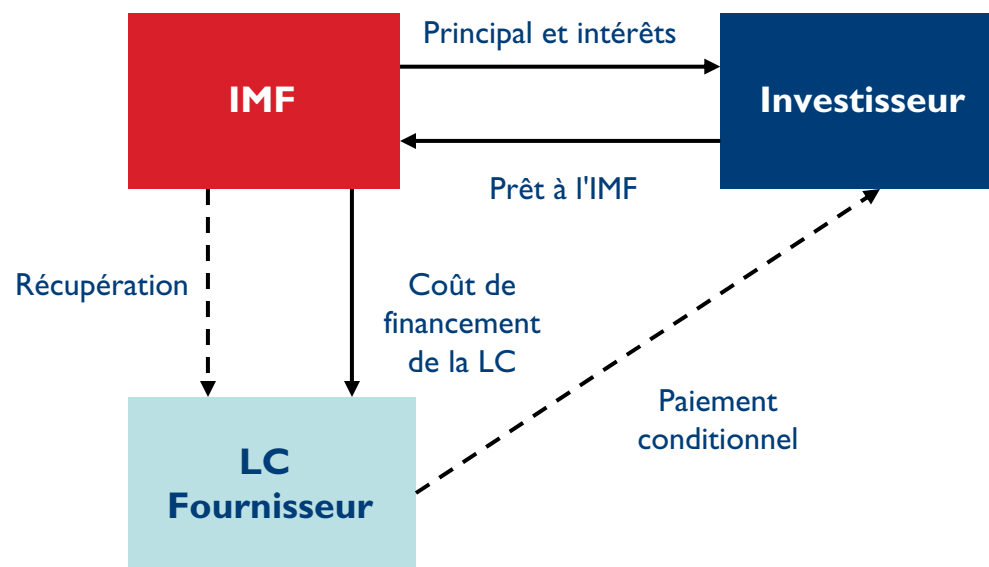 Principal et intérêts
IMF
Investisseur
Prêt à l'IMF
Récupération
Coût de
financement
de la LC
Paiement
conditionnel
LC
Fournisseur